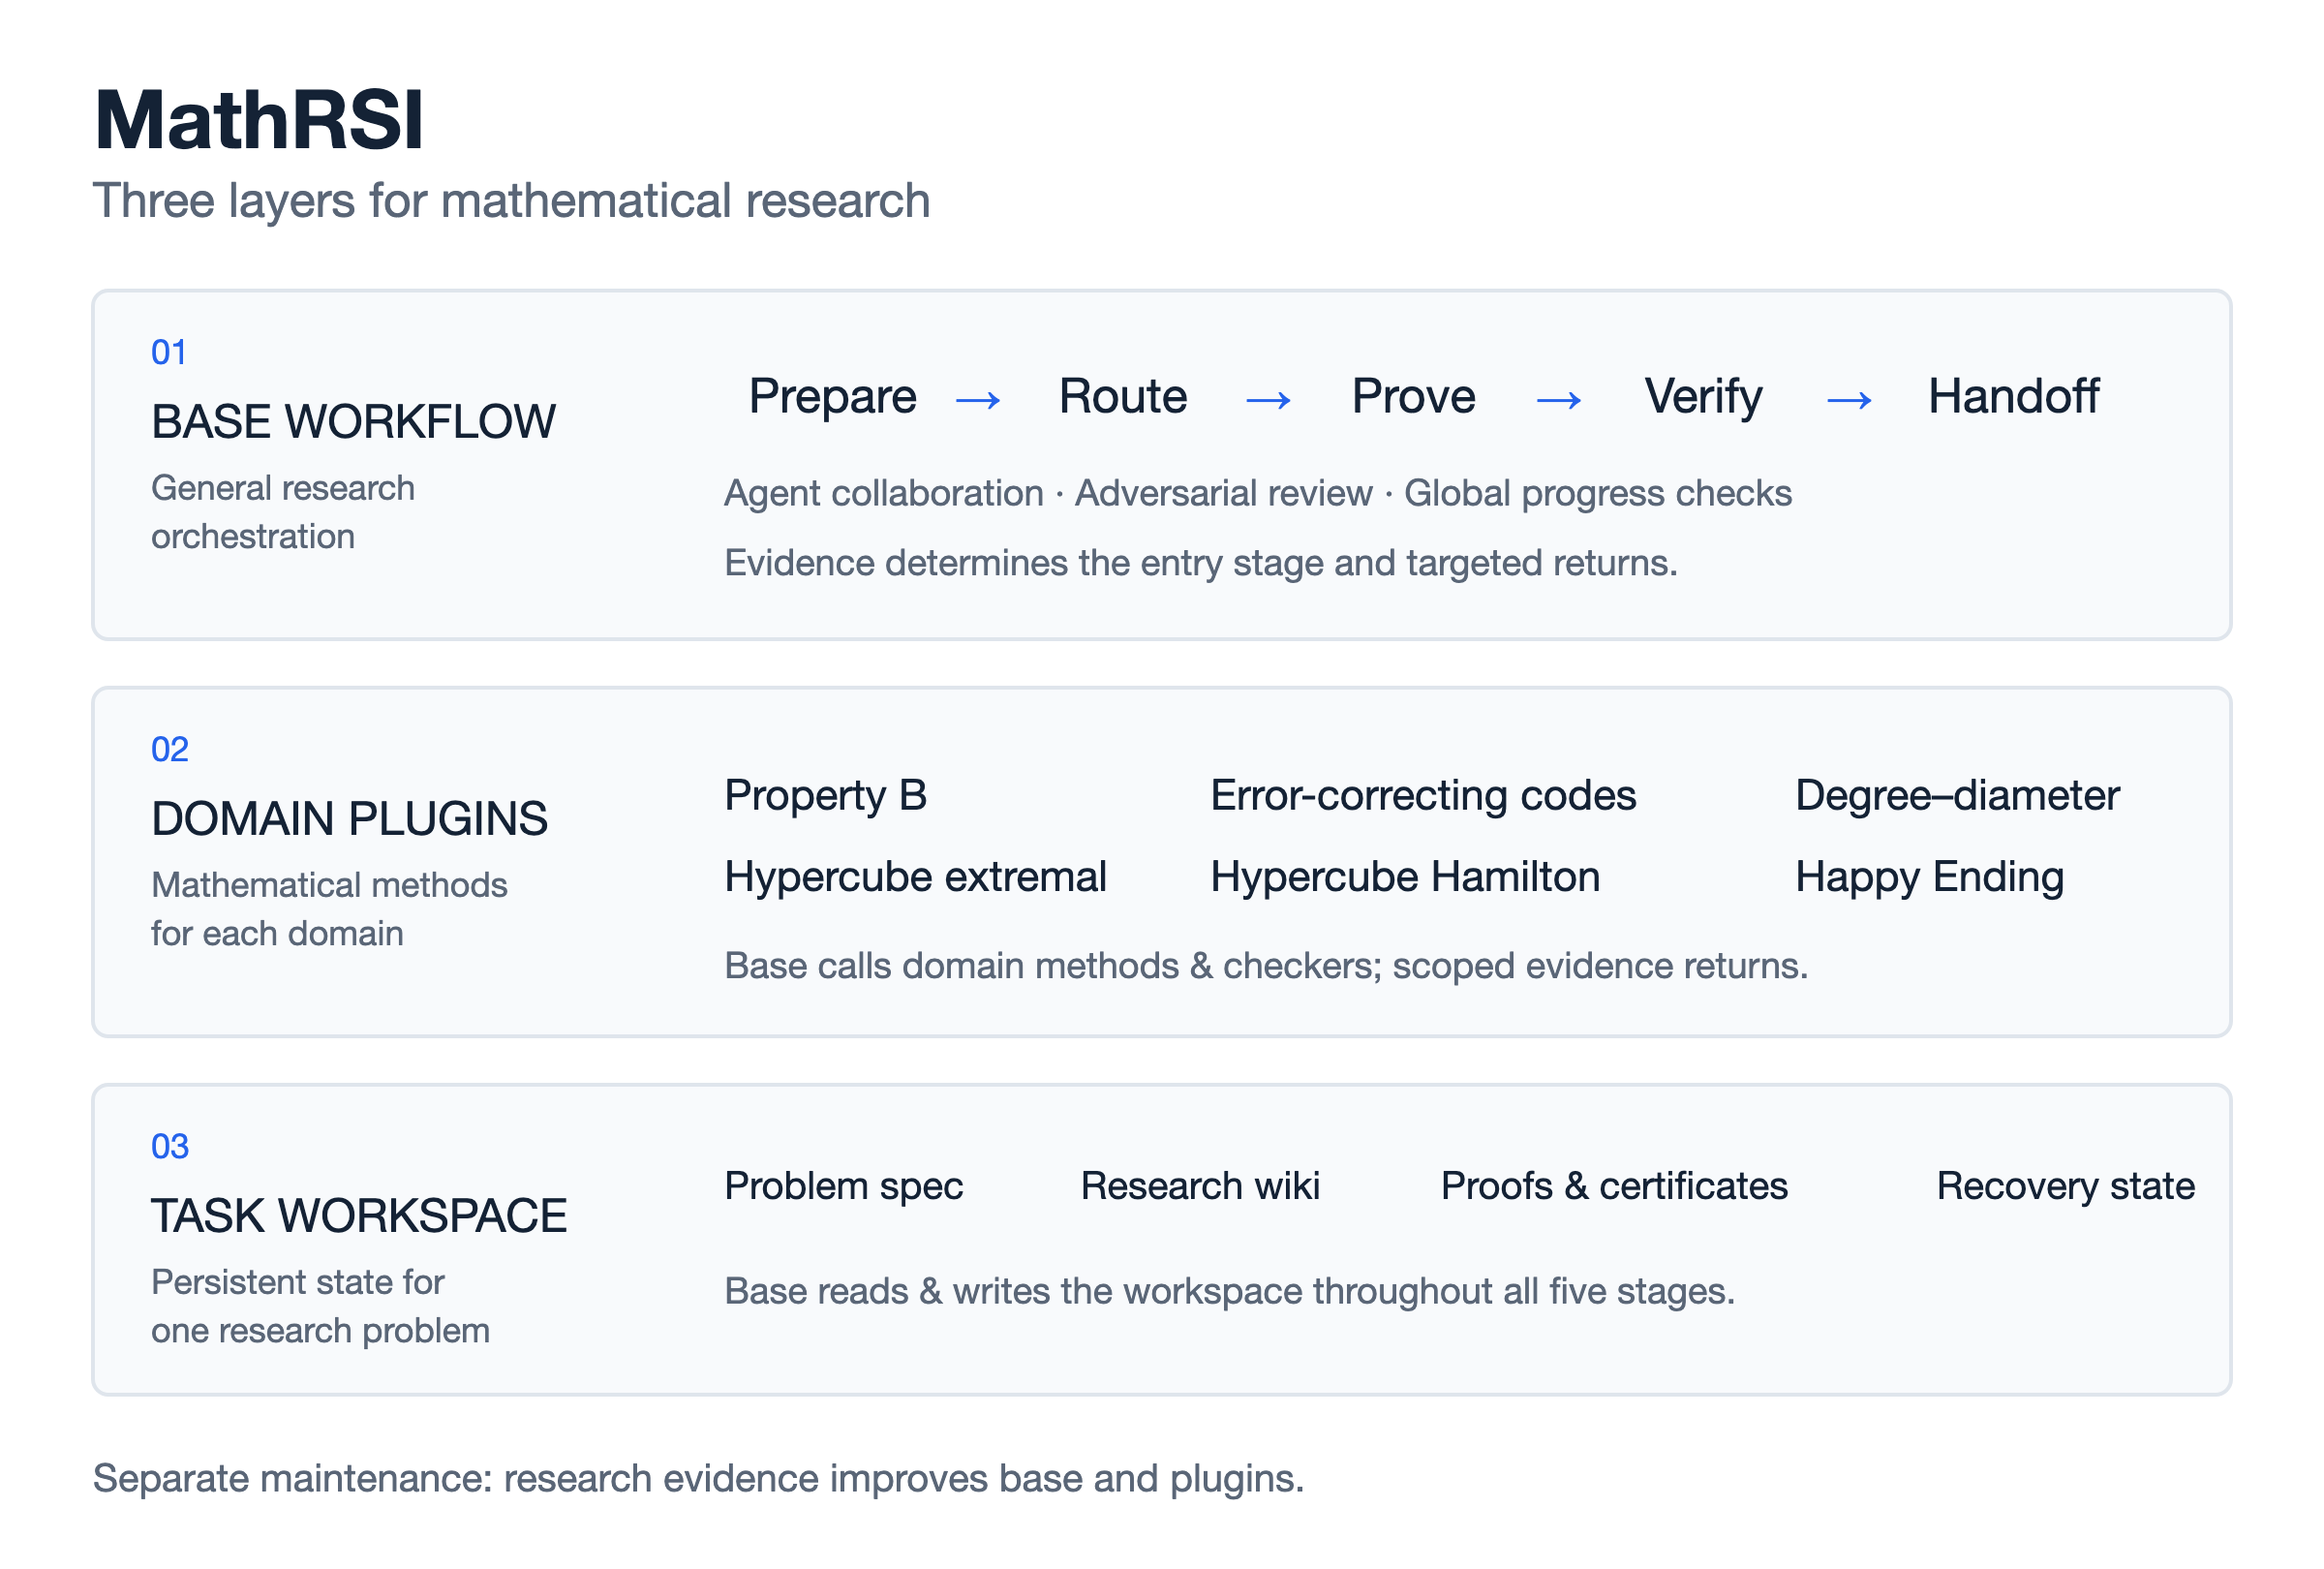 MathRSI
Three layers for mathematical research
01
BASE WORKFLOW
General research
orchestration
Prepare → Route → Prove → Verify → Handoff
Agent collaboration · Adversarial review · Global progress checks
Evidence determines the entry stage and targeted returns.
02
DOMAIN PLUGINS
Mathematical methods
for each domain
Property B Error-correcting codes Degree–diameter
Hypercube extremal Hypercube Hamilton Happy Ending
Base calls domain methods & checkers; scoped evidence returns.
03
TASK WORKSPACE
Persistent state for
one research problem
Problem spec Research wiki Proofs & certificates Recovery state
Base reads & writes the workspace throughout all five stages.
Separate maintenance: research evidence improves base and plugins.